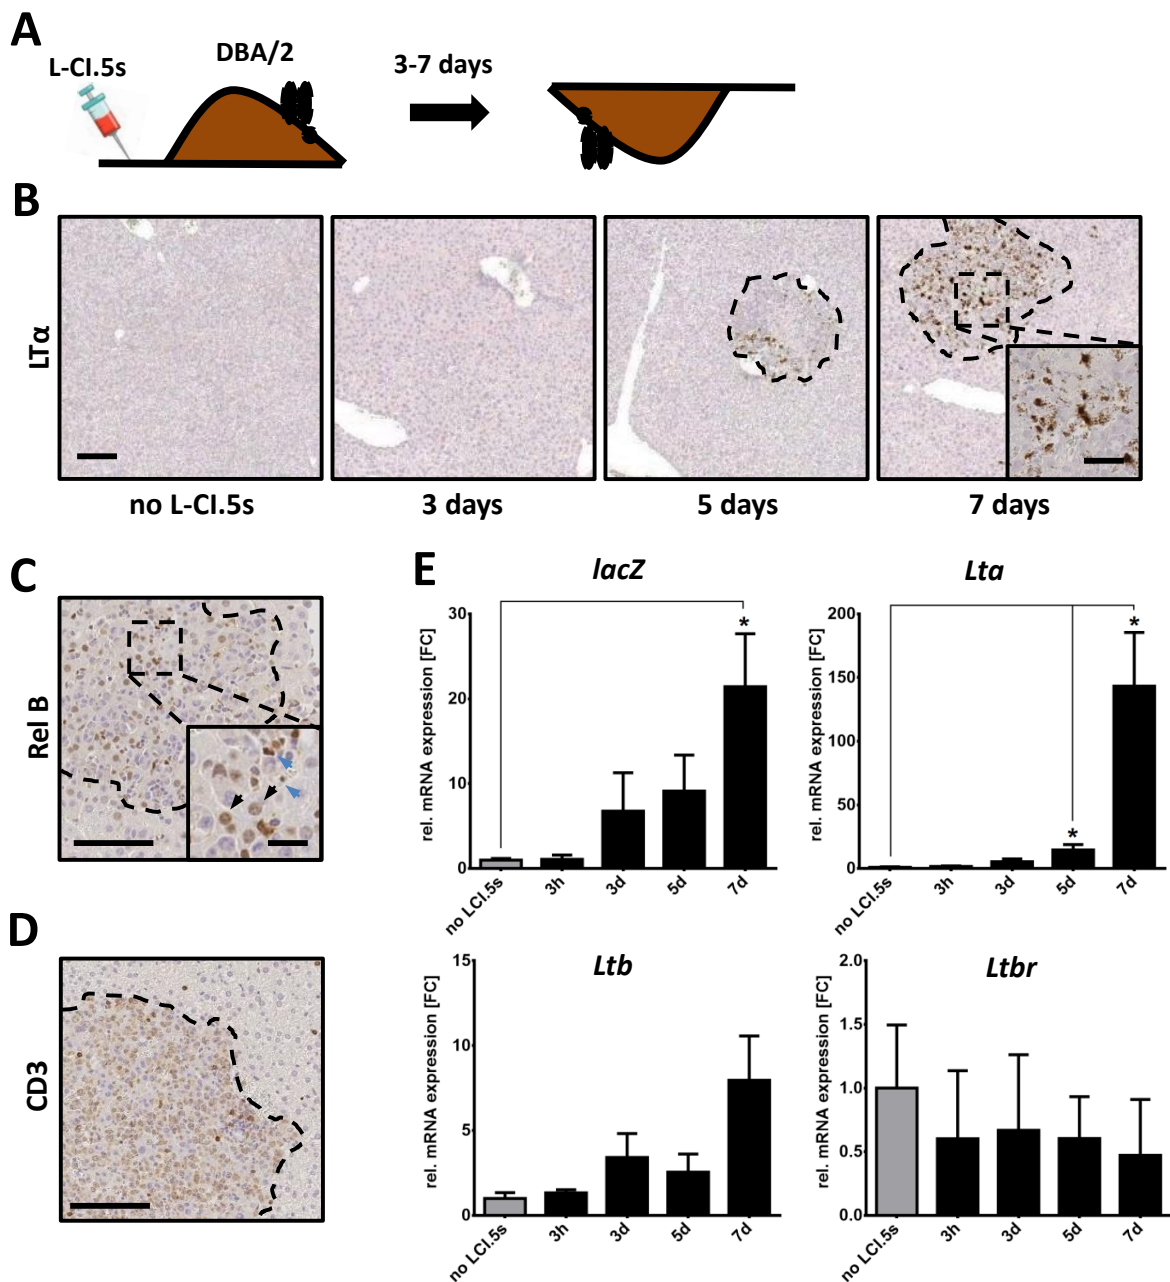 A
L-CI.5s
DBA/2
3-7 days
B
LTα
no L-CI.5s
3 days
5 days
7 days
C
Rel B
D
CD3
E
lacZ
rel. mRNA expression [FC]
30
20
10
0
*
no LCI.5s
3h
3d
5d
7d
Lta
rel. mRNA expression [FC]
200
150
100
50
0
*
*
no LCI.5s
3h
3d
5d
7d
Ltb
rel. mRNA expression [FC]
15
10
5
0
no LCI.5s
3h
3d
5d
7d
Ltbr
rel. mRNA expression [FC]
2.0
1.5
1.0
0.5
0.0
no LCI.5s
3h
3d
5d
7d